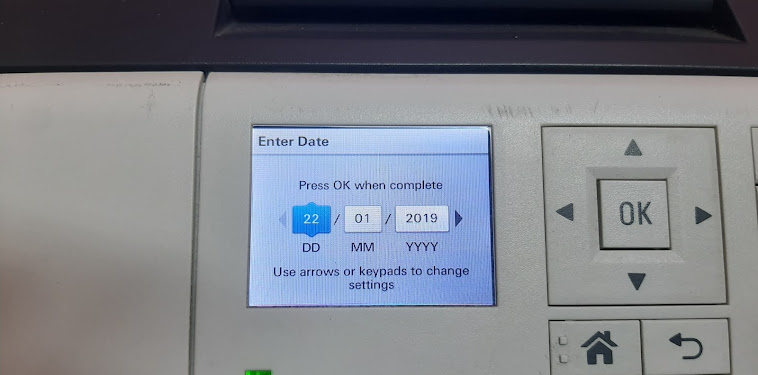 Enter Date
Press OK when complete
22 / 01 / 2019
DD MM YYYY
Use arrows or keypads to change
settings
OK